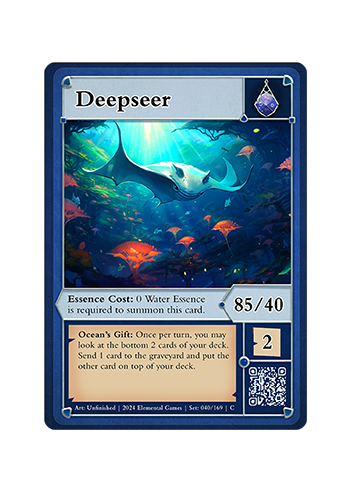 Deepseer
Essence Cost: 0 Water Essence
is required to summon this card.
85/40
Ocean's Gift: Once per turn, you may
look at the bottom 2 cards of your deck.
Send 1 card to the graveyard and put the
other card on top of your deck.
2
Art: Unfinished | 2024 Elemental Games | Set: 040/169 | C